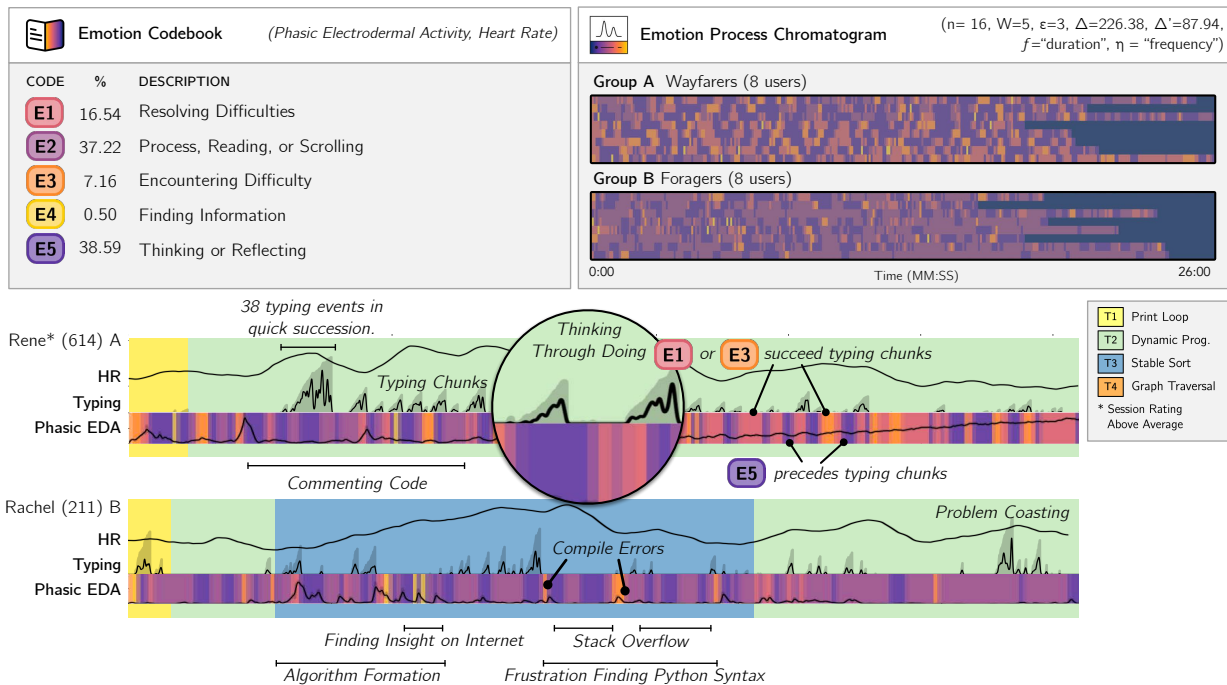 Emotion Codebook
(Phasic Electrodermal Activity, Heart Rate)
CODE % DESCRIPTION
E1 16.54 Resolving Difficulties
E2 37.22 Process, Reading, or Scrolling
E3 7.16 Encountering Difficulty
E4 0.50 Finding Information
E5 38.59 Thinking or Reflecting
Emotion Process Chromatogram
(n= 16, W=5, ε=3, Δ=226.38, Δ'=87.94,
f="duration", η = "frequency")
Group A Wayfarers (8 users)
Group B Foragers (8 users)
0:00 Time (MM:SS) 26:00
38 typing events in
quick succession.
Rene* (614) A
HR
Typing
Phasic EDA
Typing Chunks
Thinking
Through Doing
E1 or E3 succeed typing chunks
E5 precedes typing chunks
Commenting Code
T1 Print Loop
T2 Dynamic Prog.
T3 Stable Sort
T4 Graph Traversal
* Session Rating
Above Average
Rachel (211) B
HR
Typing
Phasic EDA
Compile Errors
Problem Coasting
Finding Insight on Internet
Stack Overflow
Algorithm Formation
Frustration Finding Python Syntax